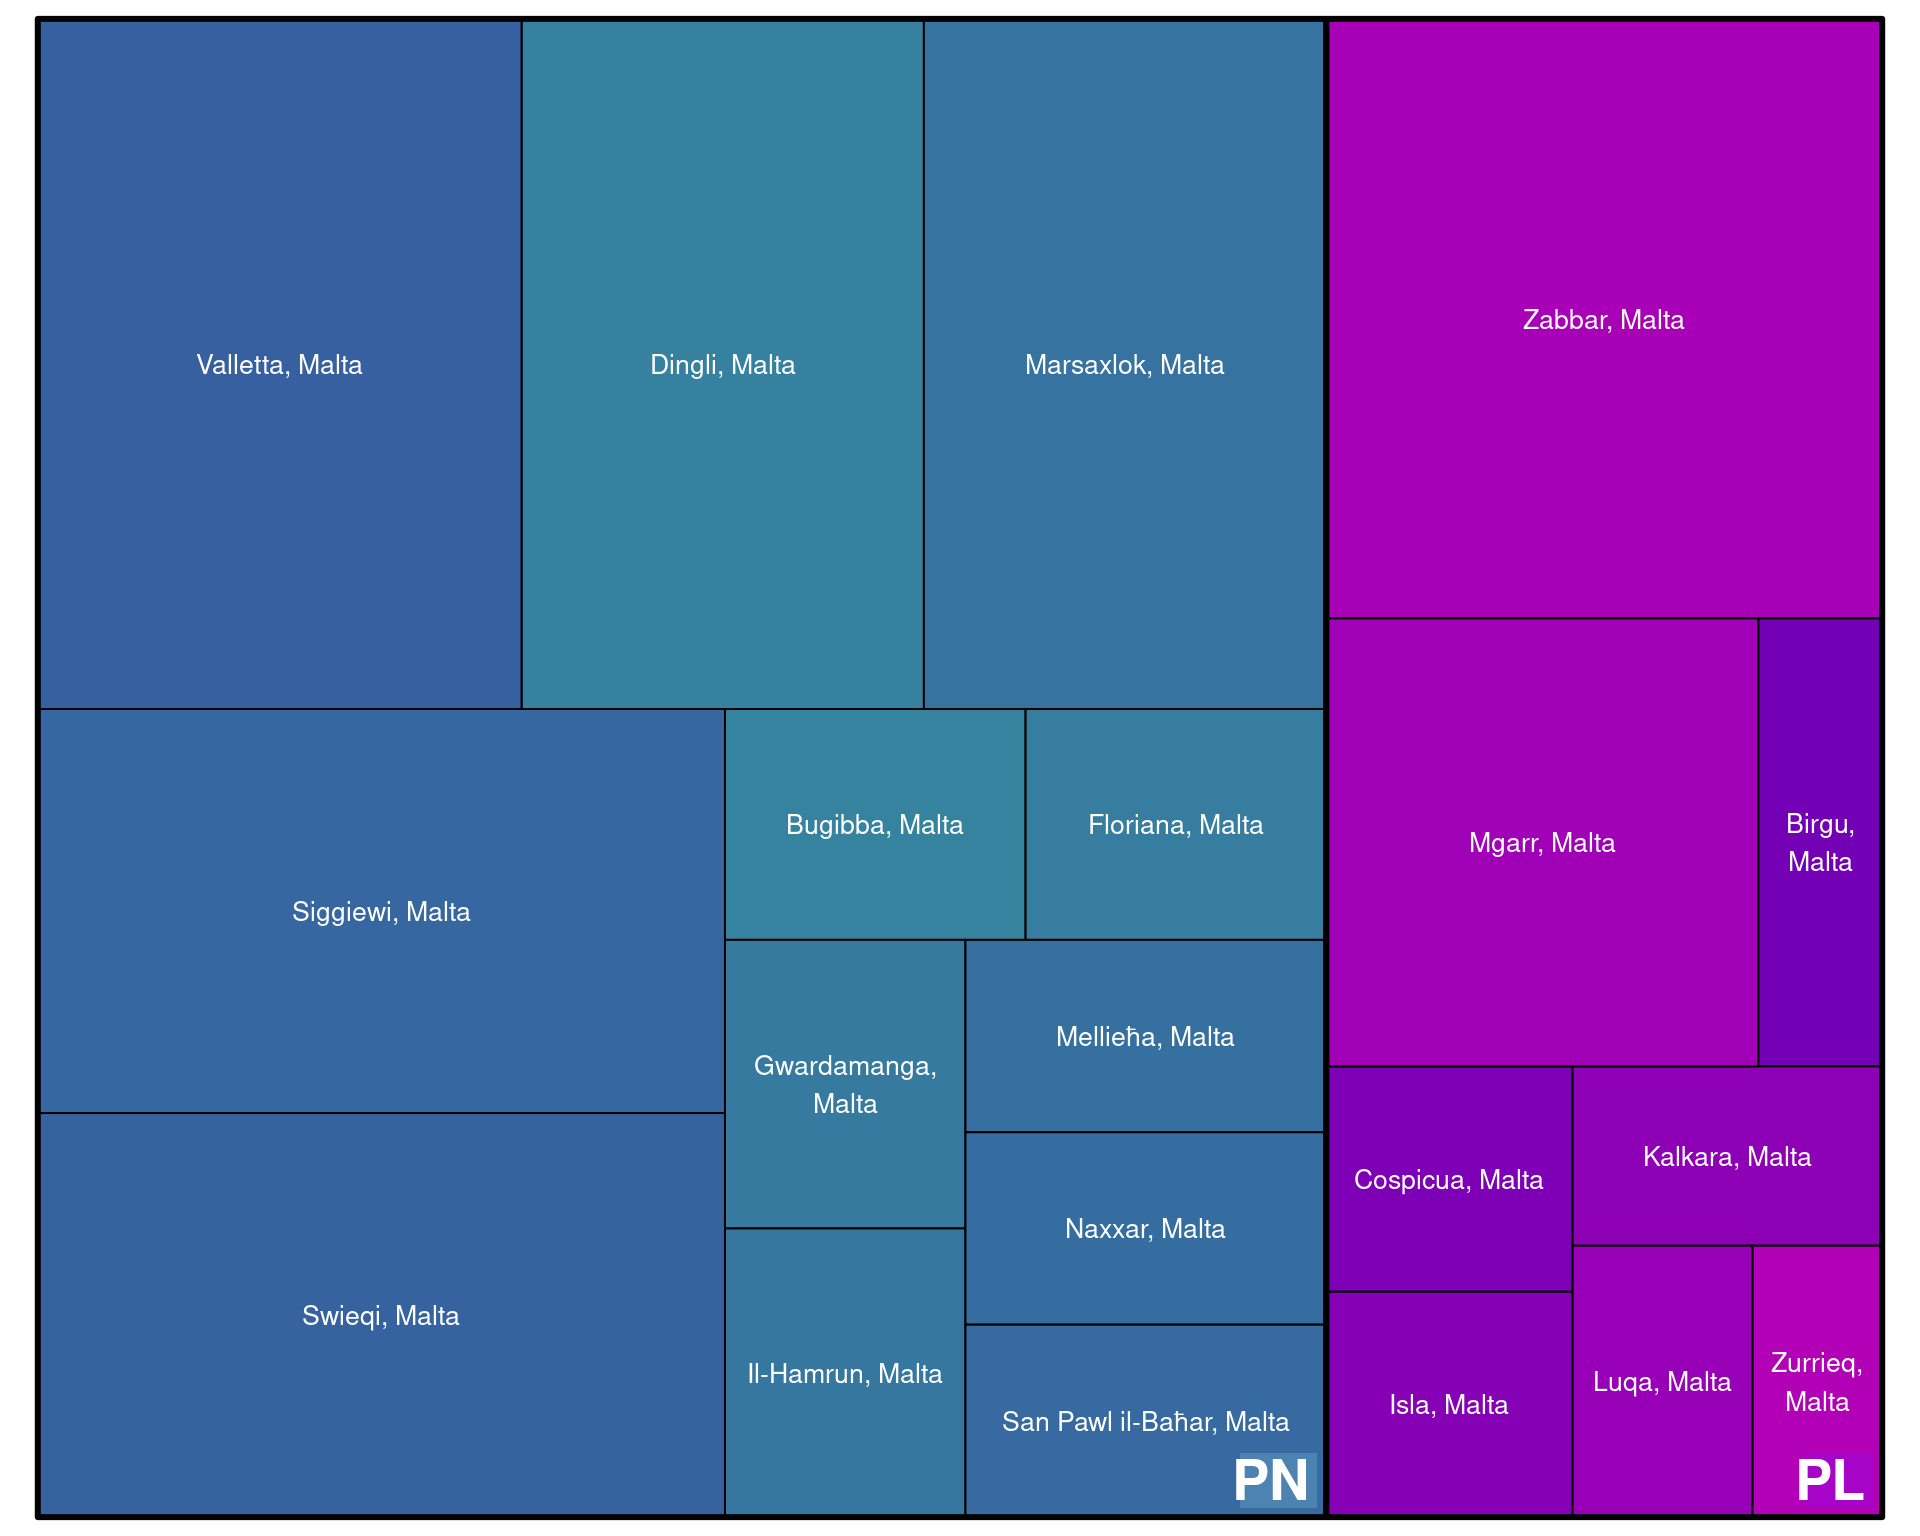 Valletta, Malta
Dingli, Malta
Marsaxlok, Malta
Zabbar, Malta
Siggiewi, Malta
Bugibba, Malta
Floriana, Malta
Mgarr, Malta
Birgu,
Malta
Gwardamanga,
Malta
Mellieħa, Malta
Cospicua, Malta
Kalkara, Malta
Swieqi, Malta
Il-Hamrun, Malta
Naxxar, Malta
San Pawl il-Baħar, Malta
Isla, Malta
Luqa, Malta
Zurrieq,
Malta
PN
PL